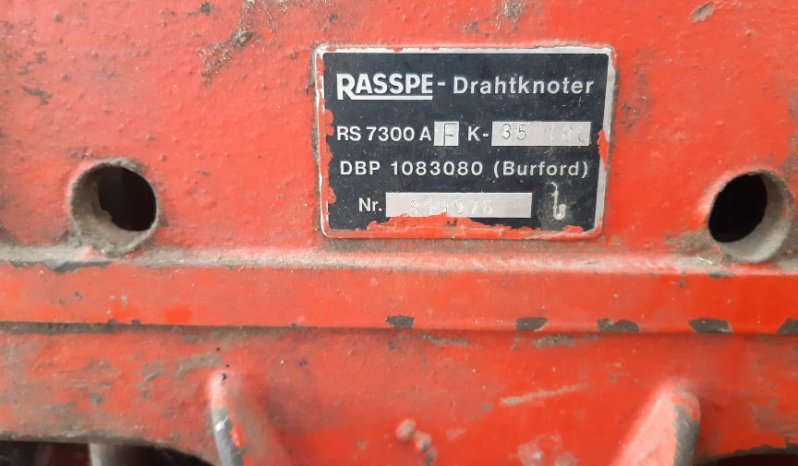 RASSPE - Drahtknoter
RS 7300 A F K- 35
DBP 1083080 (Burford)
Nr.